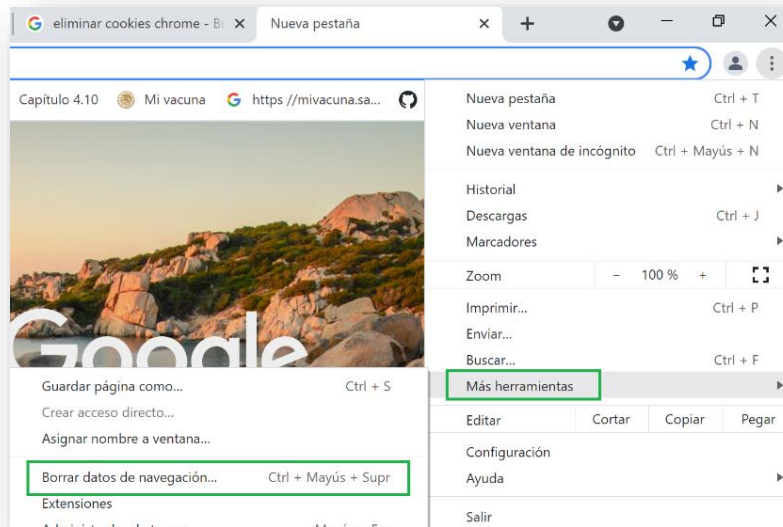 eliminar cookies chrome - B
Nueva pestaña
Capítulo 4.10
Mi vacuna
https //mivacuna.sa...
Nueva pestaña Ctrl + T
Nueva ventana Ctrl + N
Nueva ventana de incógnito Ctrl + Mayús + N
Historial
Descargas Ctrl + J
Marcadores
Zoom - 100 % +
Imprimir... Ctrl + P
Enviar...
Buscar... Ctrl + F
Más herramientas
Editar Cortar Copiar Pegar
Configuración
Ayuda
Salir
Google
Guardar página como... Ctrl + S
Crear acceso directo...
Asignar nombre a ventana...
Borrar datos de navegación... Ctrl + Mayús + Supr
Extensiones